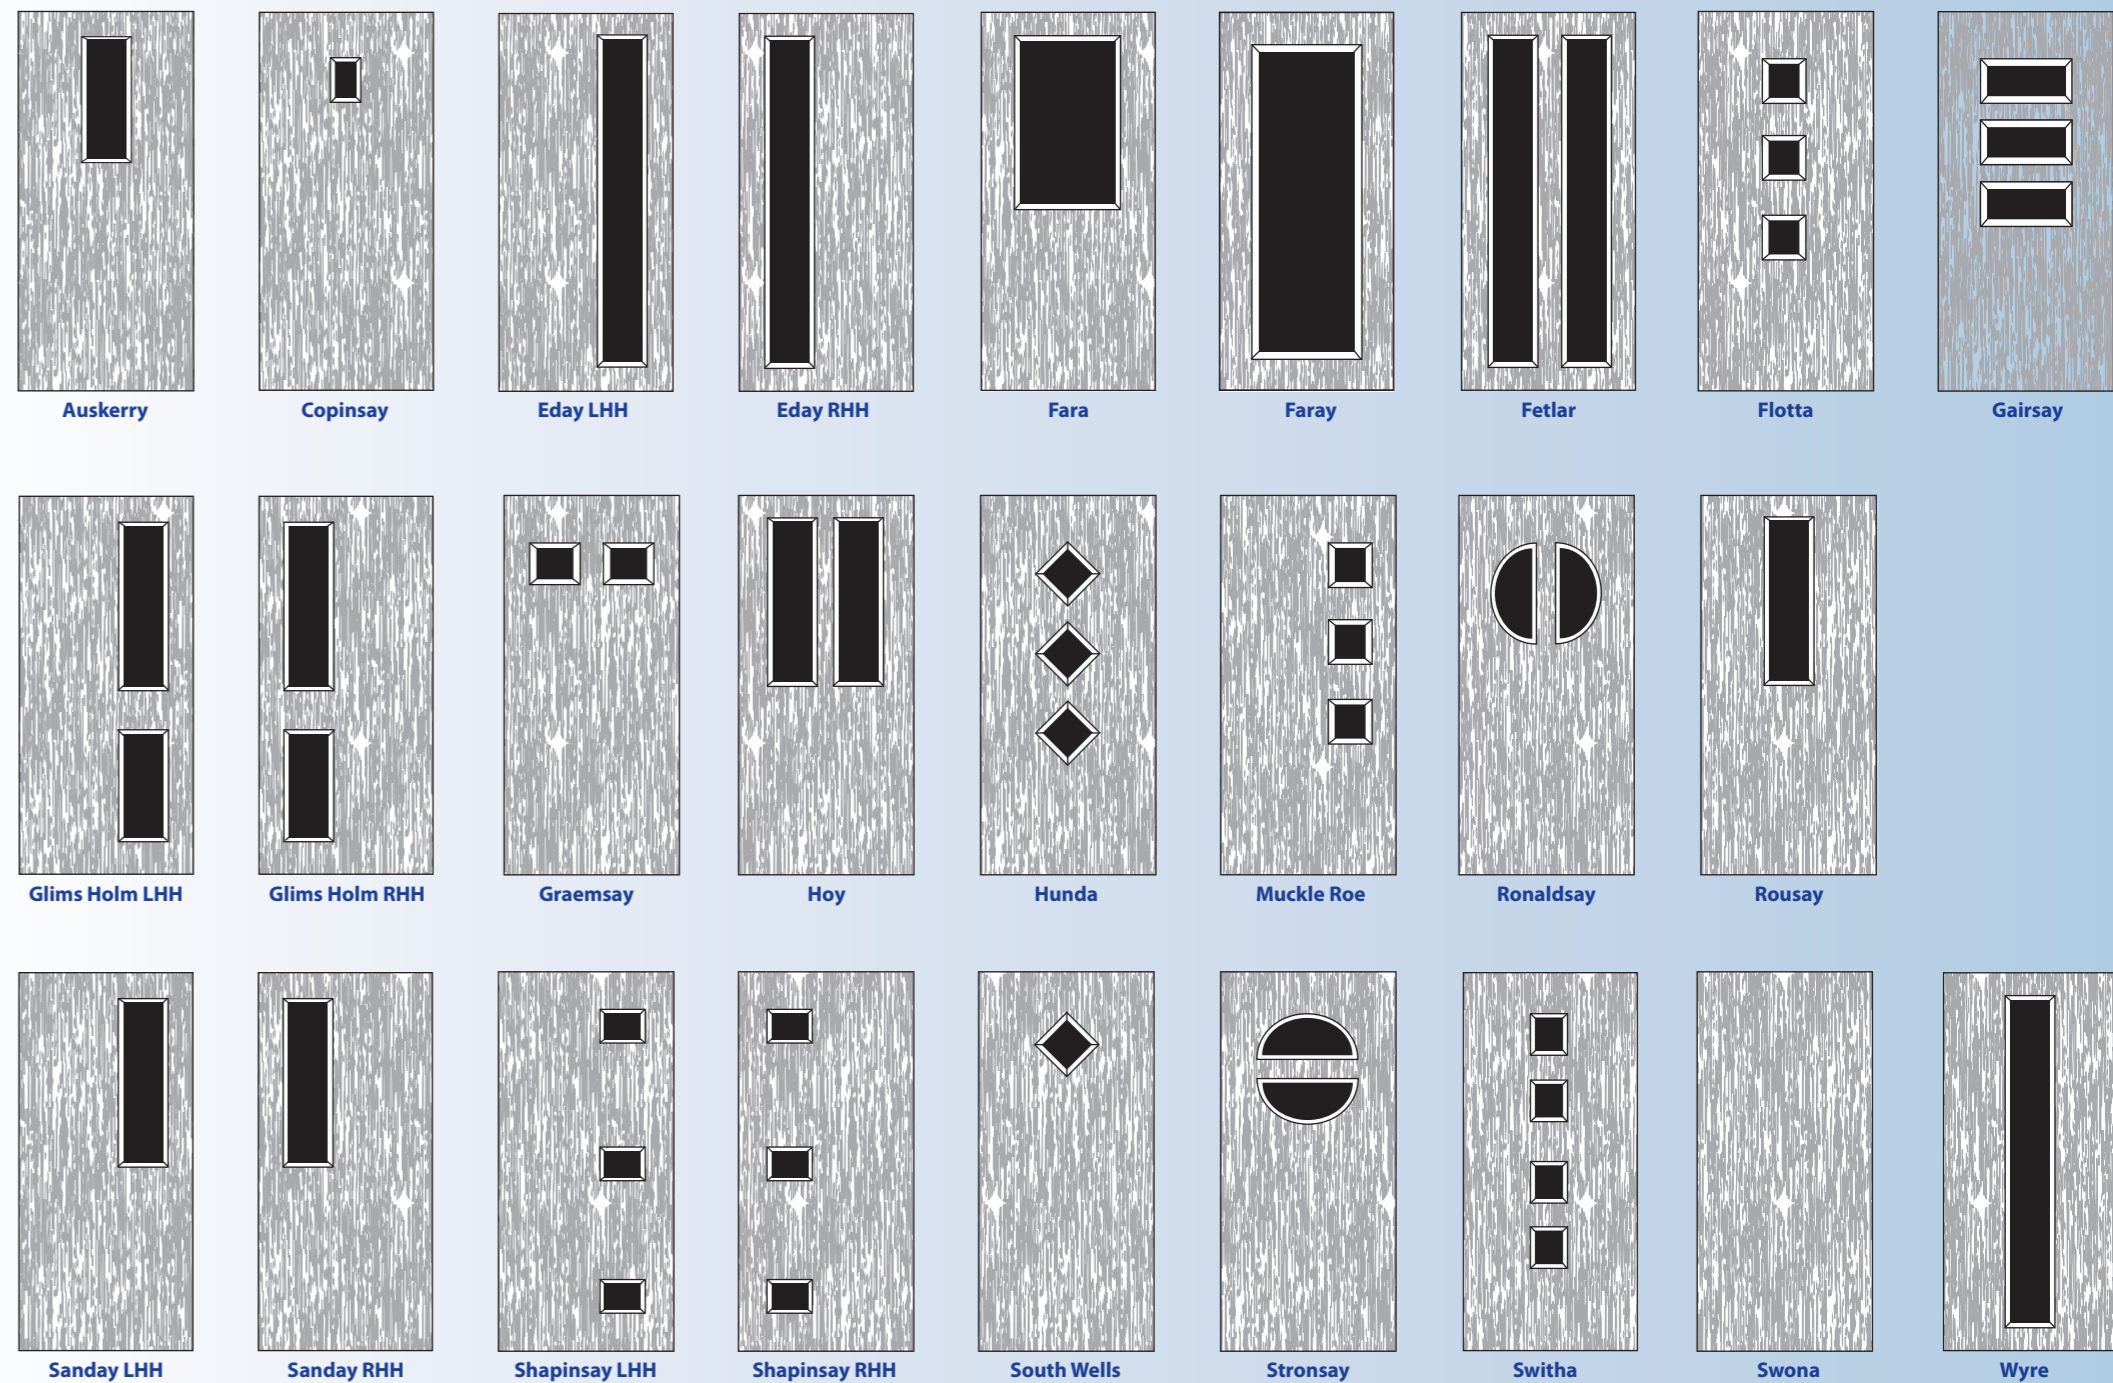 Auskerry
Copinsay
Eday LHH
Eday RHH
Fara
Faray
Fetlar
Flotta
Gairsay
Glims Holm LHH
Glims Holm RHH
Graemsay
Hoy
Hunda
Muckle Roe
Ronaldsay
Rousay
Sanday LHH
Sanday RHH
Shapinsay LHH
Shapinsay RHH
South Wells
Stronsay
Switha
Swona
Wyre